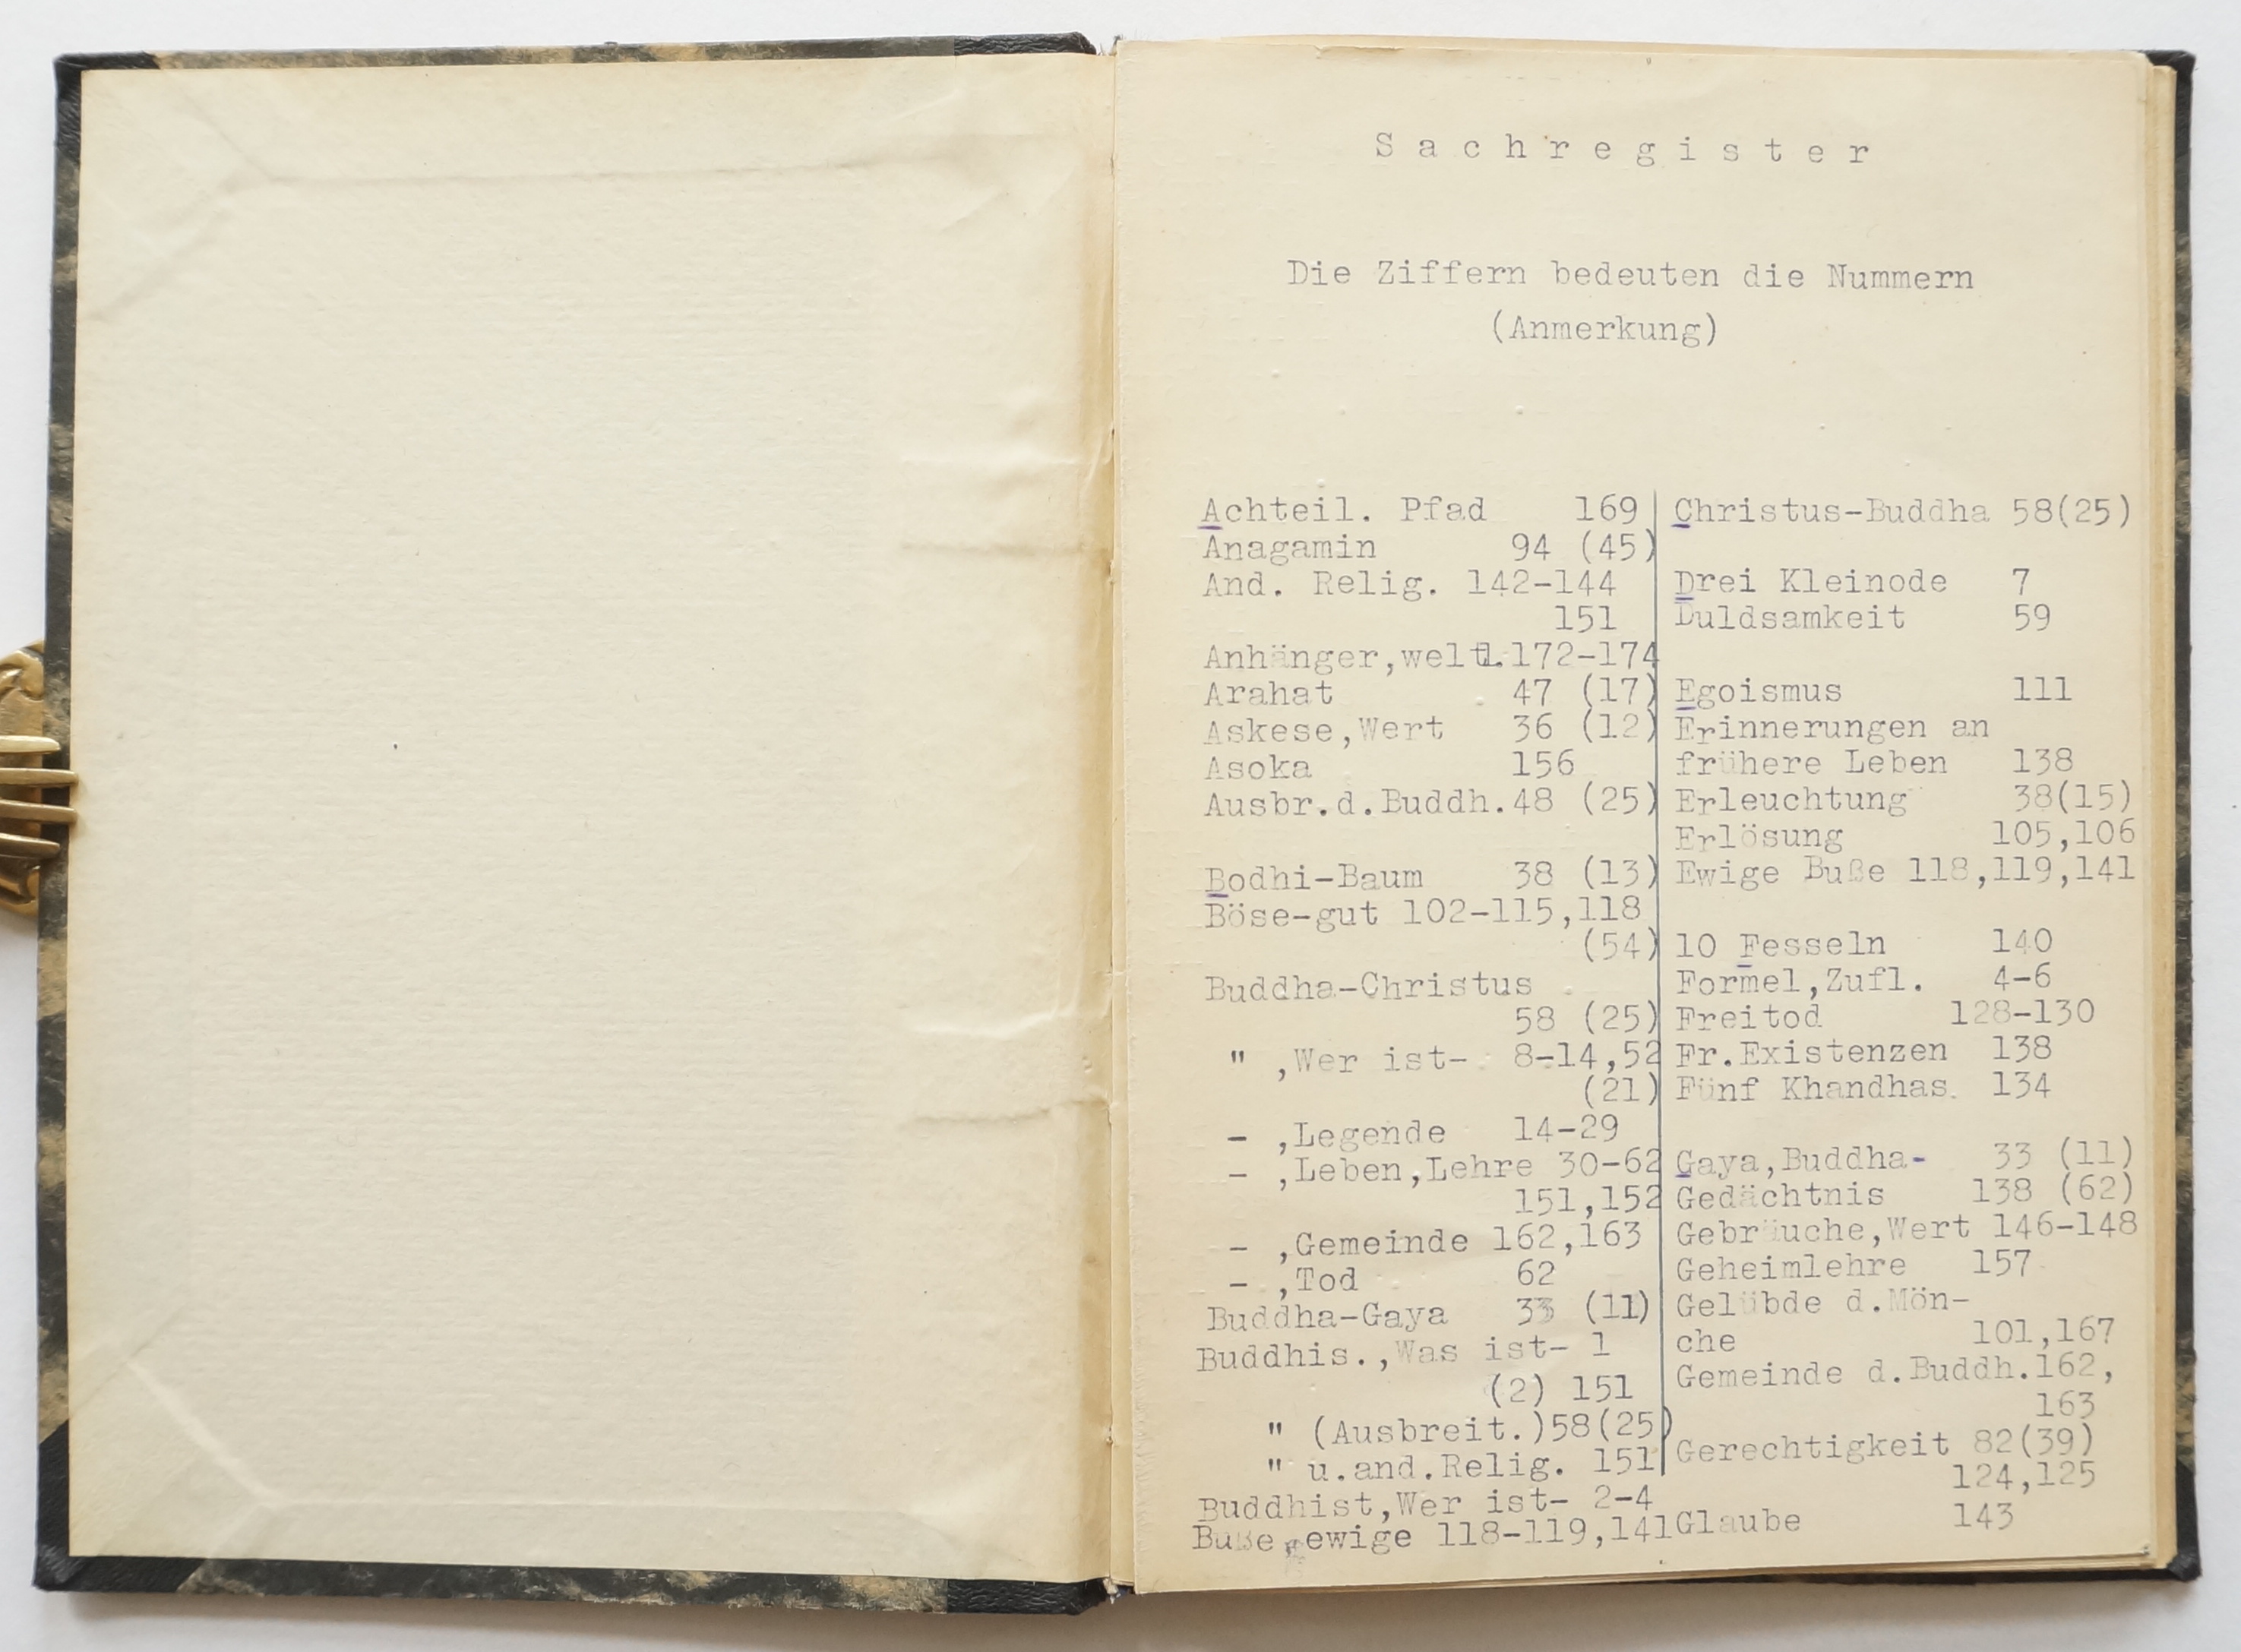 S a c h r e g i s t e r
Die Ziffern bedeuten die Nummern
(Anmerkung)
Achteil. Pfad 169
Anagamin 94 (45)
And. Relig. 142-144
151
Anhänger,weltl.172-174
Arahat 47 (17)
Askese,Wert 36 (12)
Asoka 156
Ausbr.d.Buddh.48 (25)
Bodhi-Baum 38 (13)
Böse-gut 102-115,118
(54)
Buddha-Christus
58 (25)
" ,Wer ist- 8-14,52
(21)
- ,Legende 14-29
- ,Leben,Lehre 30-62
151,152
- ,Gemeinde 162,163
- ,Tod 62
Buddha-Gaya 33 (11)
Buddhis.,Was ist- 1
(2) 151
" (Ausbreit.)58(25)
" u.and.Relig. 151
Buddhist,Wer ist- 2-4
Buße,ewige 118-119,141
Christus-Buddha 58(25)
Drei Kleinode 7
Duldsamkeit 59
Egoismus 111
Erinnerungen an
frühere Leben 138
Erleuchtung 38(15)
Erlösung 105,106
Ewige Buße 118,119,141
10 Fesseln 140
Formel,Zufl. 4-6
Freitod 128-130
Fr.Existenzen 138
Fünf Khandhas. 134
Gaya,Buddha- 33 (11)
Gedächtnis 138 (62)
Gebräuche,Wert 146-148
Geheimlehre 157
Gelübde d.Mön-
che 101,167
Gemeinde d.Buddh.162,
163
Gerechtigkeit 82(39)
124,125
Glaube 143